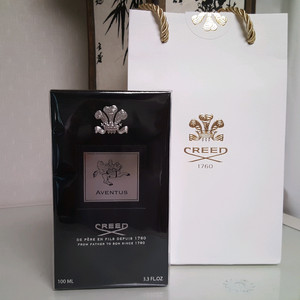 AVENTUS
CREED
DE PÈRE EN FILS DEPUIS 1760
FROM FATHER TO SON SINCE 1760
100 ML 3.3 FL.OZ
CREED
1760